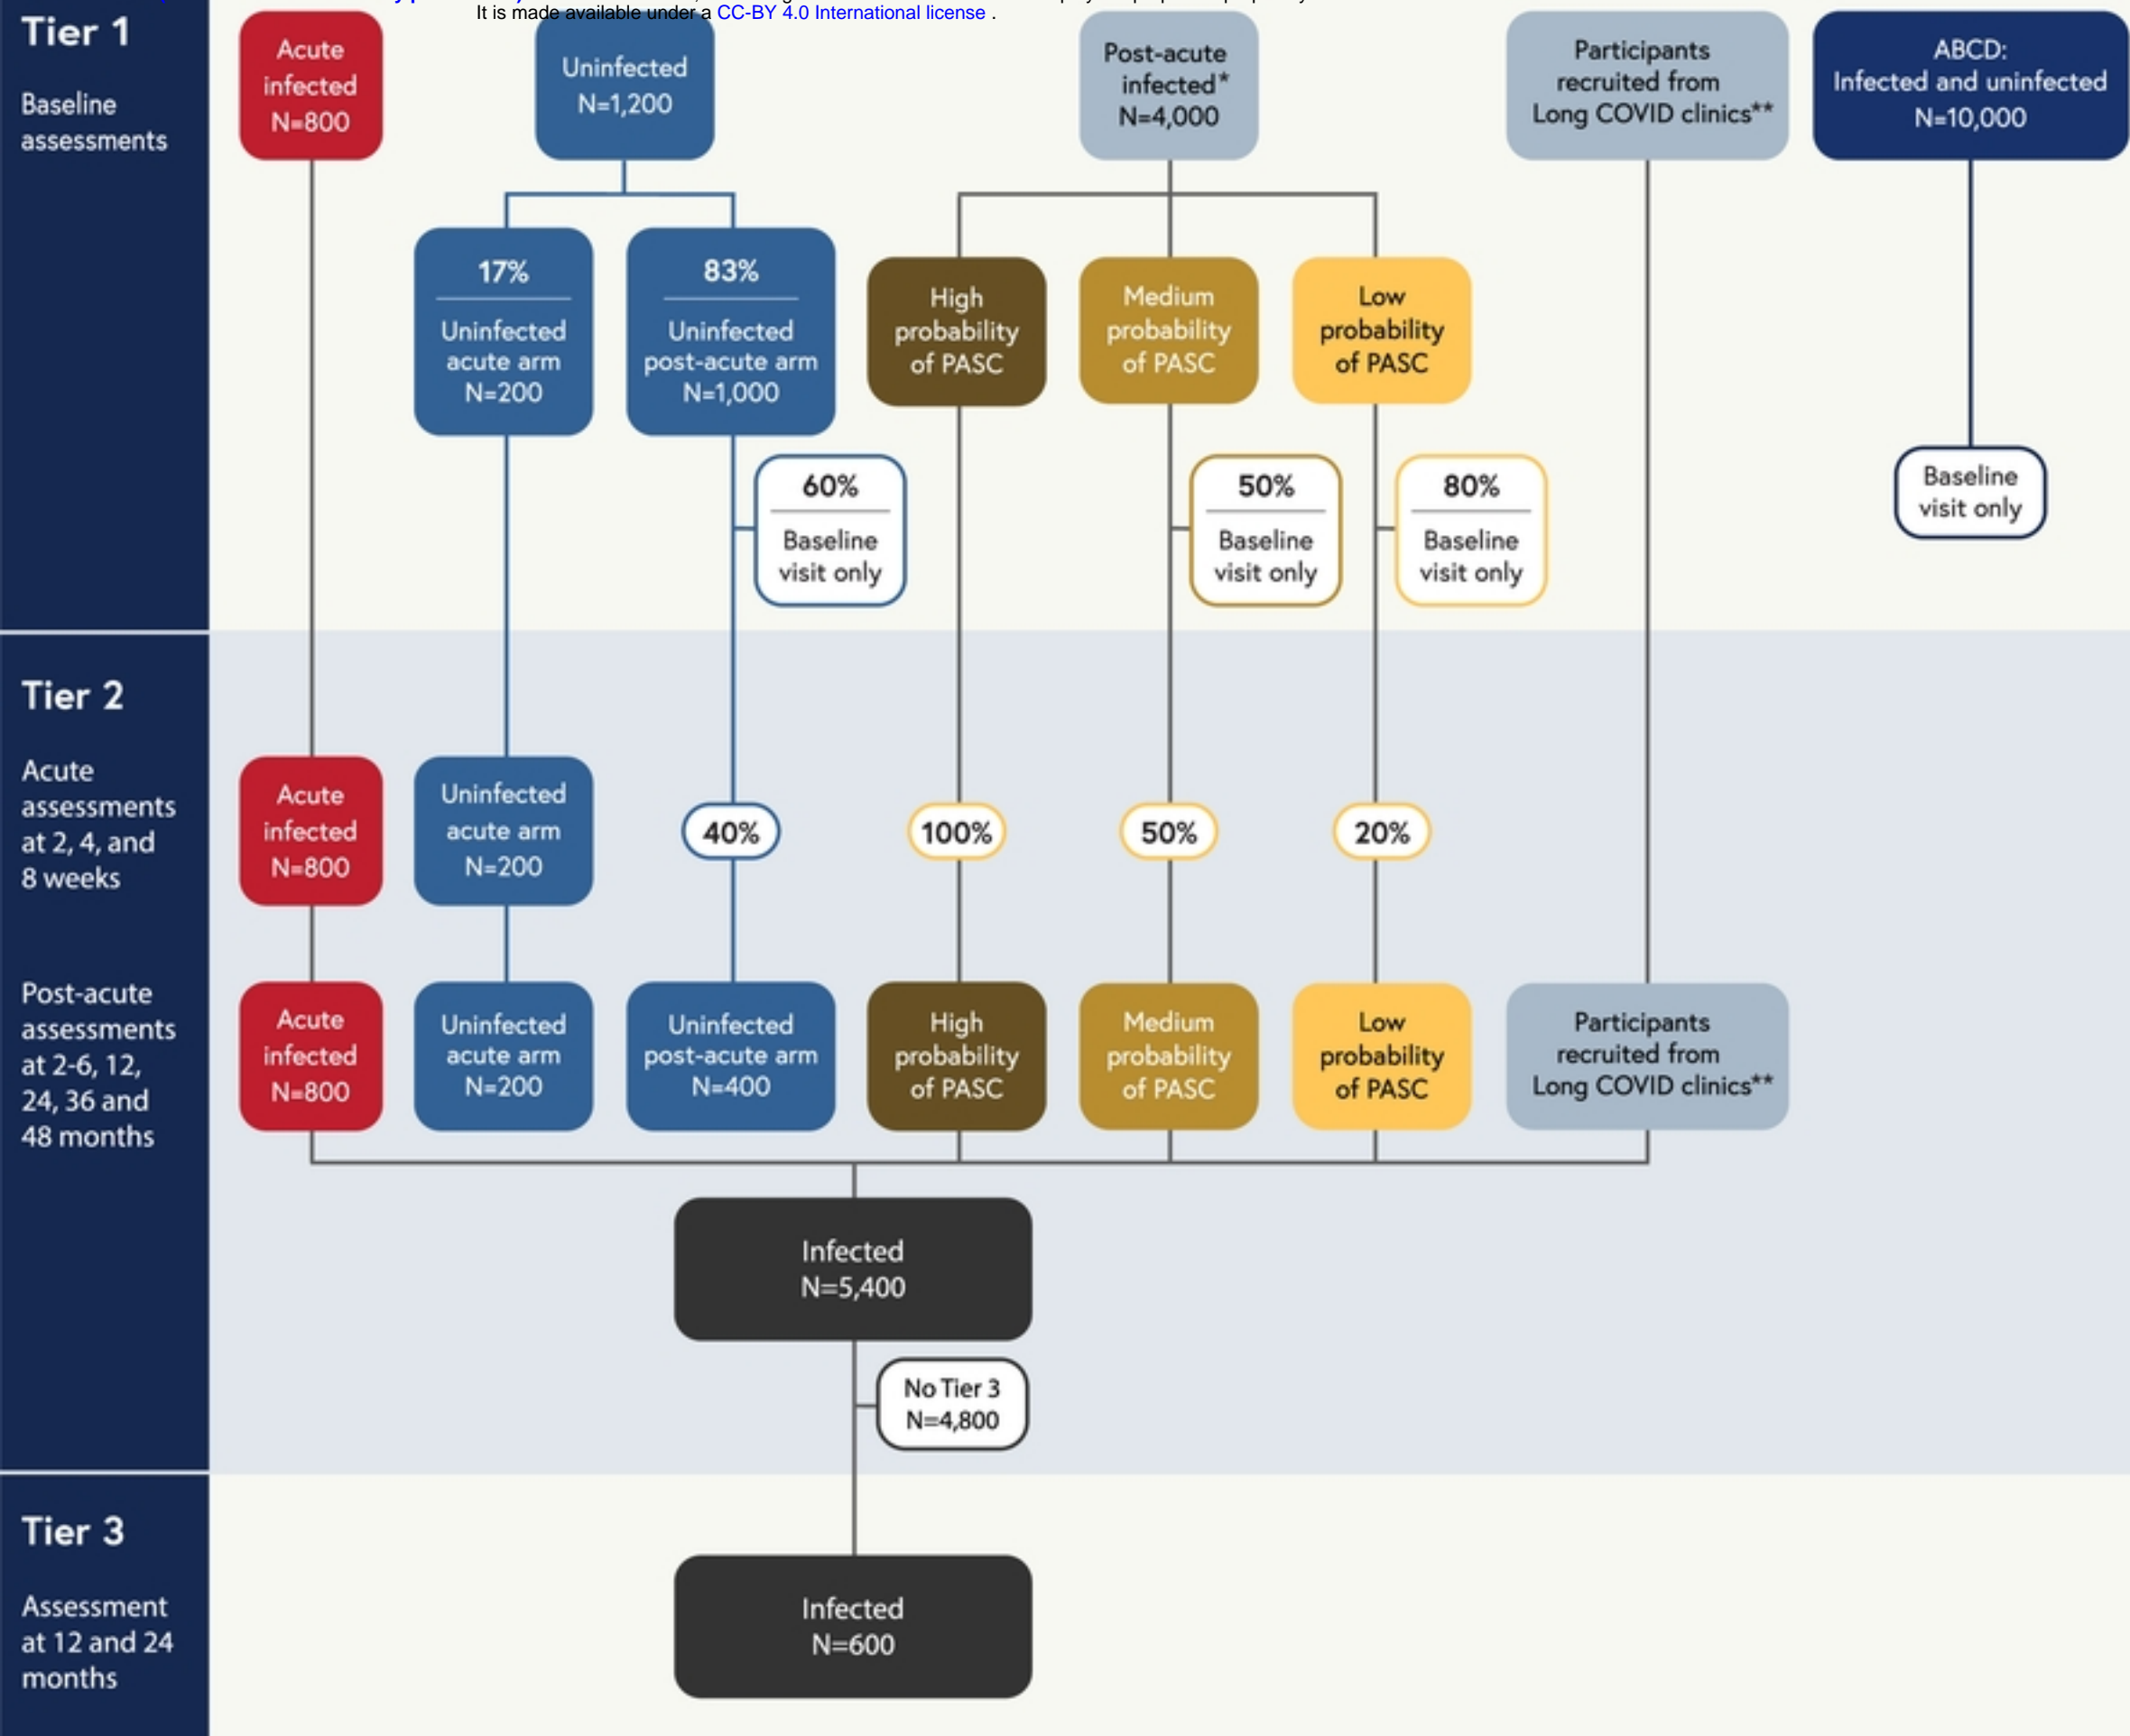 It is made available under a CC-BY 4.0 International license .
Tier 1
Baseline
assessments
Acute
infected
N=800
Uninfected
N=1,200
Post-acute
infected*
N=4,000
Participants
recruited from
Long COVID clinics**
ABCD:
Infected and uninfected
N=10,000
17%
Uninfected
acute arm
N=200
83%
Uninfected
post-acute arm
N=1,000
High
probability
of PASC
Medium
probability
of PASC
Low
probability
of PASC
60%
Baseline
visit only
50%
Baseline
visit only
80%
Baseline
visit only
Baseline
visit only
Tier 2
Acute
assessments
at 2, 4, and
8 weeks
Acute
infected
N=800
Uninfected
acute arm
N=200
40%
100%
50%
20%
Post-acute
assessments
at 2-6, 12,
24, 36 and
48 months
Acute
infected
N=800
Uninfected
acute arm
N=200
Uninfected
post-acute arm
N=400
High
probability
of PASC
Medium
probability
of PASC
Low
probability
of PASC
Participants
recruited from
Long COVID clinics**
Infected
N=5,400
No Tier 3
N=4,800
Tier 3
Assessment
at 12 and 24
months
Infected
N=600